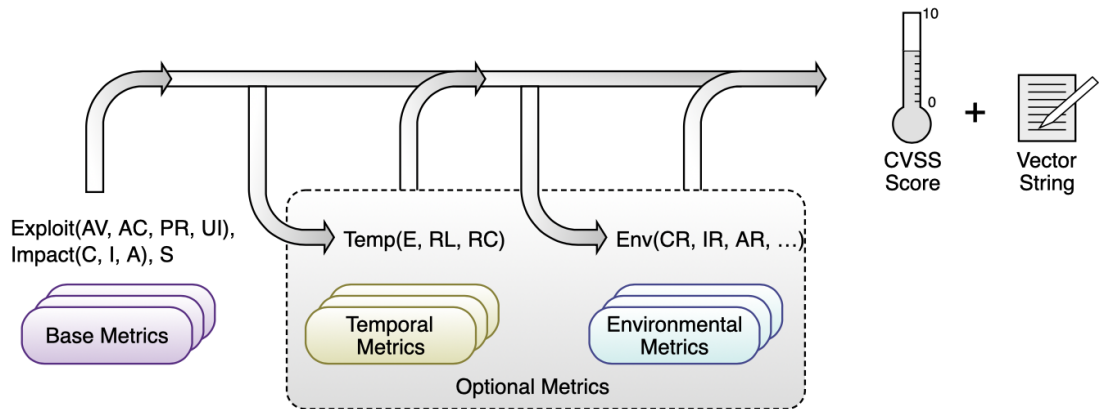 Exploit(AV, AC, PR, UI),
Impact(C, I, A), S
Base Metrics
Temp(E, RL, RC)
Temporal
Metrics
Env(CR, IR, AR, …)
Environmental
Metrics
Optional Metrics
10
0
CVSS
Score
+
Vector
String